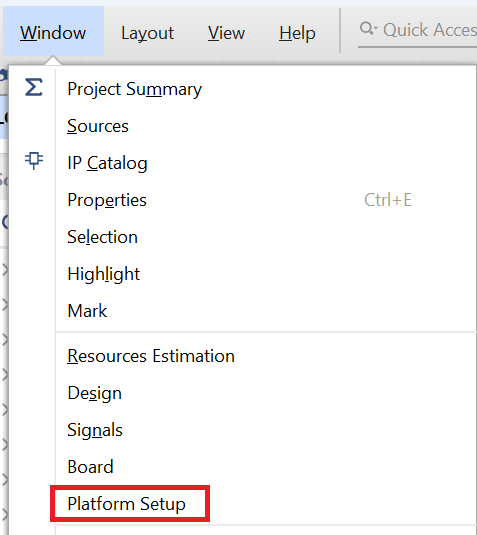 Window Layout View Help Quick Acces
Project Summary
Sources
IP Catalog
Properties Ctrl+E
Selection
Highlight
Mark
Resources Estimation
Design
Signals
Board
Platform Setup